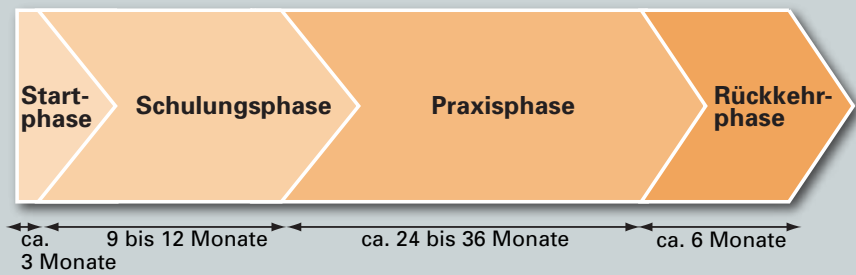 Start-
phase
Schulungsphase
Praxisphase
Rückkehr-
phase
ca.
3 Monate
9 bis 12 Monate
ca. 24 bis 36 Monate
ca. 6 Monate